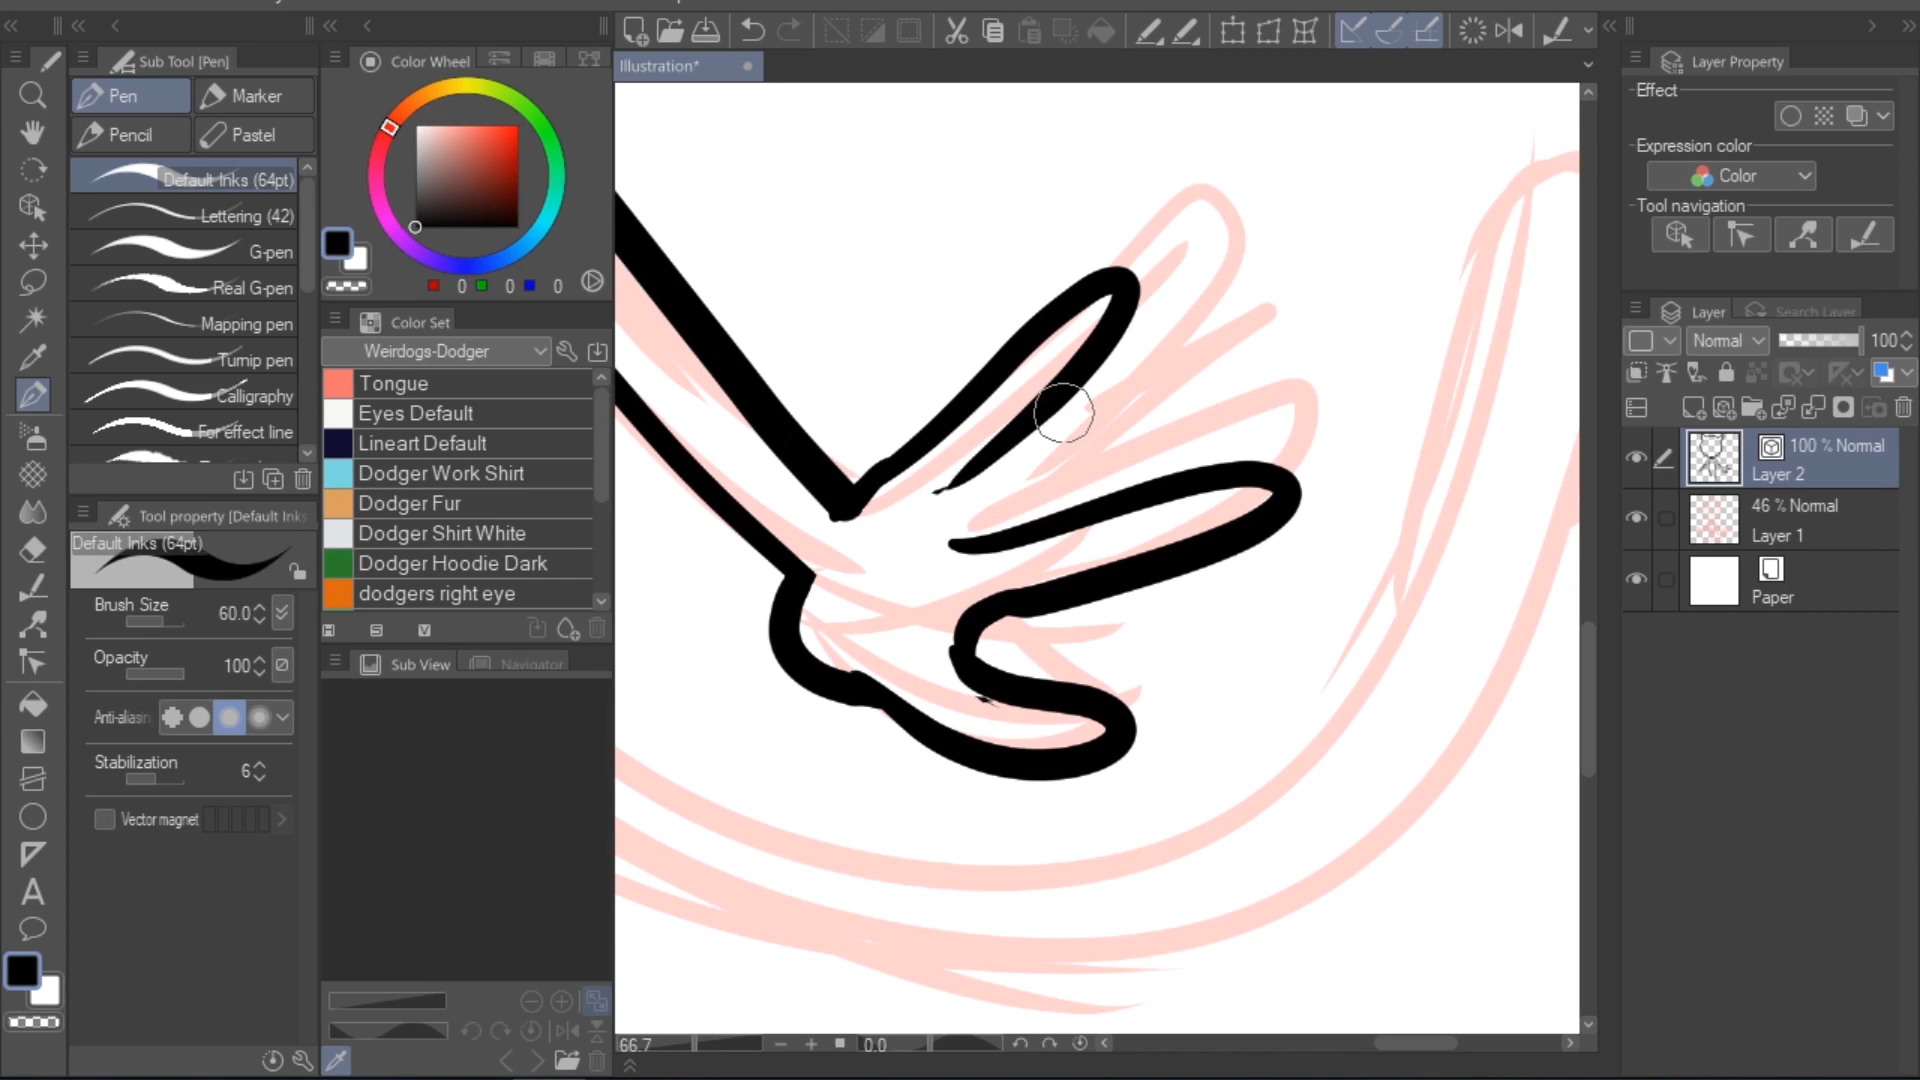 Sub Tool [Pen]
Pen
Marker
Pencil
Pastel
Default Inks (64pt)
Lettering (42)
G-pen
Real G-pen
Mapping pen
Turnip pen
Calligraphy
For effect line
Tool property [Default Inks
Default Inks (64pt)
Brush Size
60.0
Opacity
100
Anti-aliasin
Stabilization
6
Vector magnet
Color Wheel
0
0
0
Color Set
Weirdogs-Dodger
Tongue
Eyes Default
Lineart Default
Dodger Work Shirt
Dodger Fur
Dodger Shirt White
Dodger Hoodie Dark
dodgers right eye
H
S
V
Sub View
Navigator
Illustration*
66.7
0.0
Layer Property
Effect
Expression color
Color
Tool navigation
Layer
Search Layer
Normal
100
100 % Normal
Layer 2
46 % Normal
Layer 1
Paper